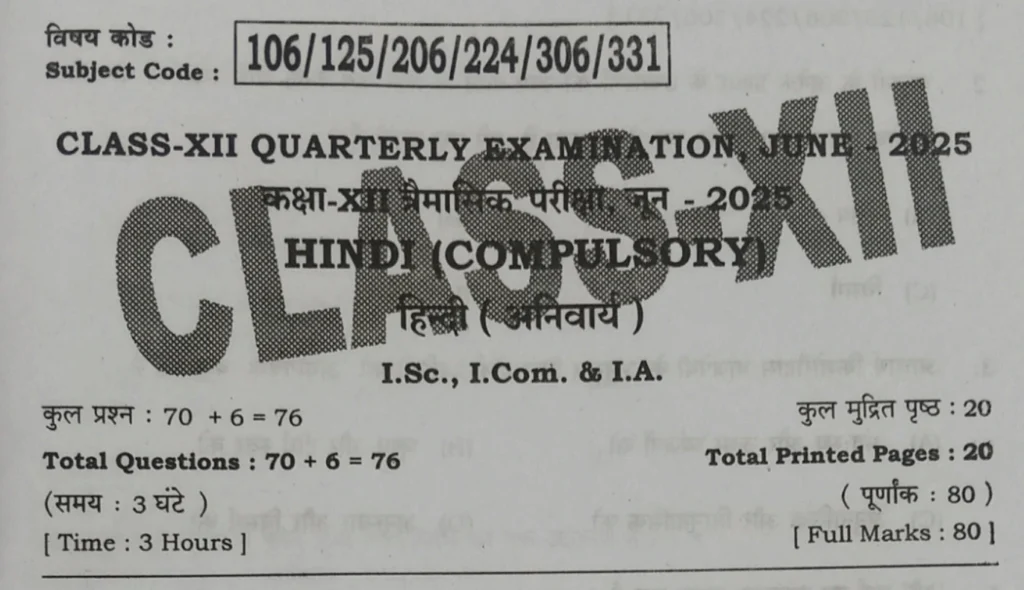 विषय कोड :
Subject Code :
106/125/206/224/306/331
CLASS-XII QUARTERLY EXAMINATION, JUNE - 2025
कक्षा-XII त्रैमासिक परीक्षा, जून - 2025
HINDI (COMPULSORY)
हिन्दी ( अनिवार्य )
CLASS-XII
I.Sc., I.Com. & I.A.
कुल प्रश्न : 70 + 6 = 76
कुल मुद्रित पृष्ठ : 20
Total Questions : 70 + 6 = 76
Total Printed Pages : 20
(समय : 3 घंटे )
( पूर्णांक : 80 )
[ Time : 3 Hours ]
[ Full Marks : 80 ]